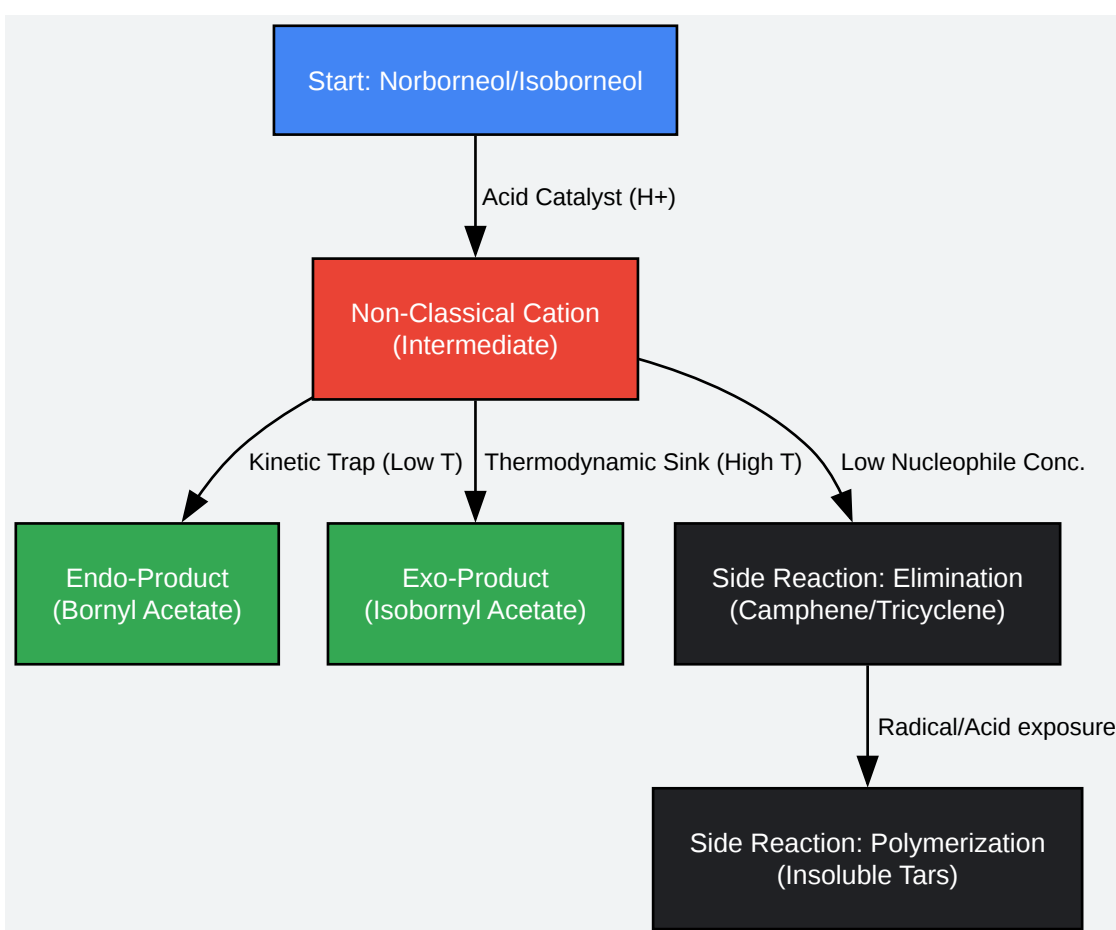 Start: Norborneol/Isoborneol
Acid Catalyst (H+)
Non-Classical Cation
(Intermediate)
Kinetic Trap (Low T)
Thermodynamic Sink (High T)
Low Nucleophile Conc.
Endo-Product
(Bornyl Acetate)
Exo-Product
(Isobornyl Acetate)
Side Reaction: Elimination
(Camphene/Tricyclene)
Radical/Acid exposure
Side Reaction: Polymerization
(Insoluble Tars)